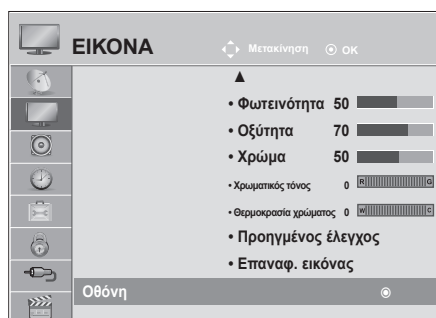 ΕΙΚΟΝΑ Μετακίνηση OK
• Φωτεινότητα 50
• Οξύτητα 70
• Χρώμα 50
• Χρωματικός τόνος 0 R G
• Θερμοκρασία χρώματος 0 W C
• Προηγμένος έλεγχος
• Επαναφ. εικόνας
Οθόνη